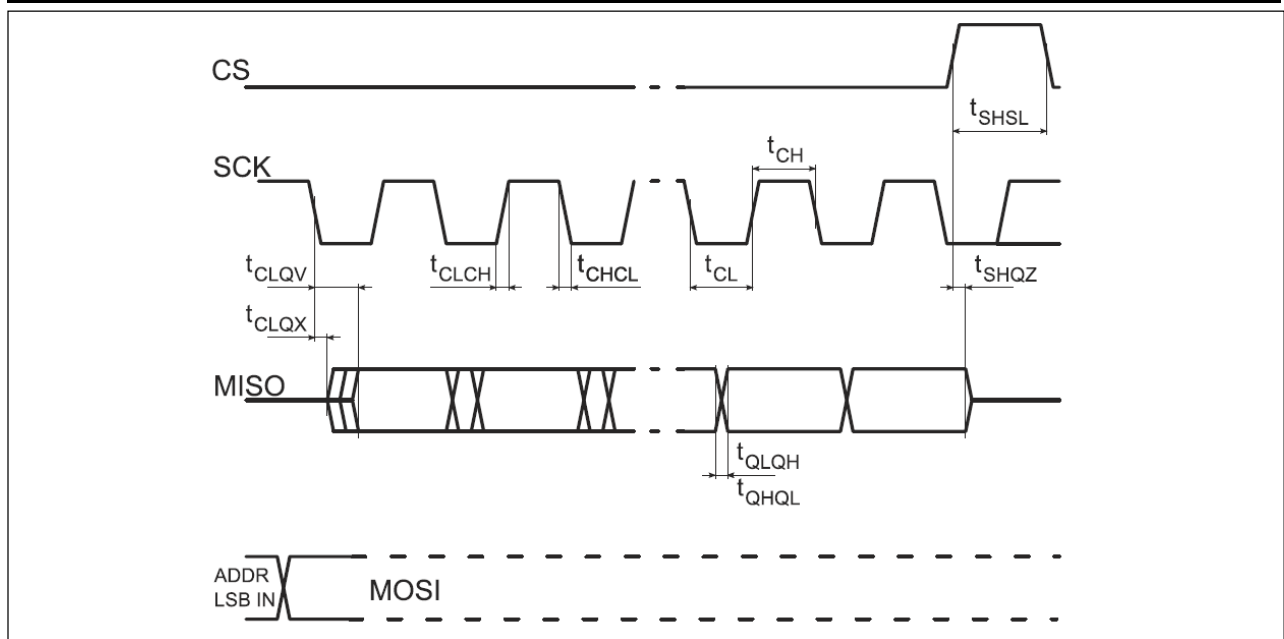 CS
tSHSL
SCK
tCH
tCLQV
tCLCH
tCHCL
tCL
tSHQZ
tCLQX
MISO
tQLQH
tQHQL
ADDR
LSB IN
MOSI